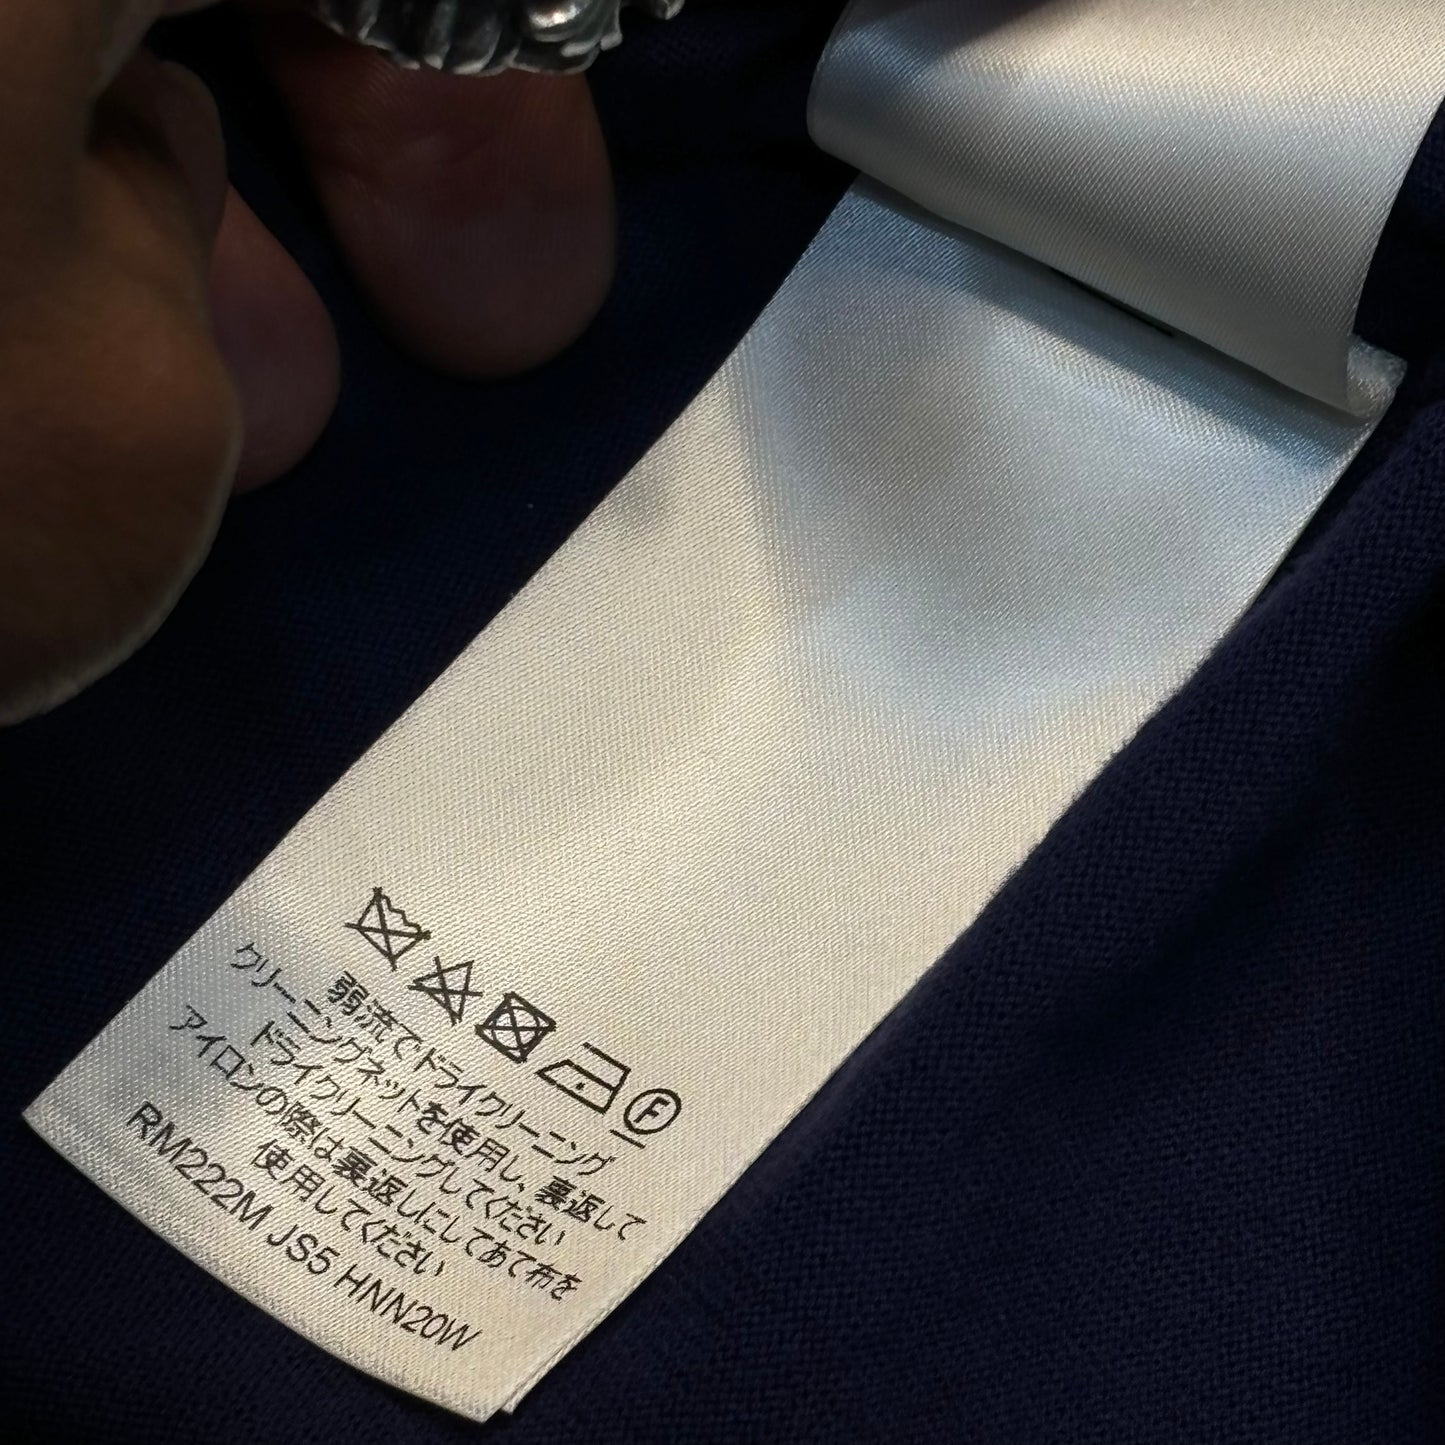 F
弱流でドライクリーニング
クリーニングネットを使用し、裏返して
ドライクリーニングしてください
アイロンの際は裏返しにしてあて布を
使用してください
RM222M JS5 HNN20W